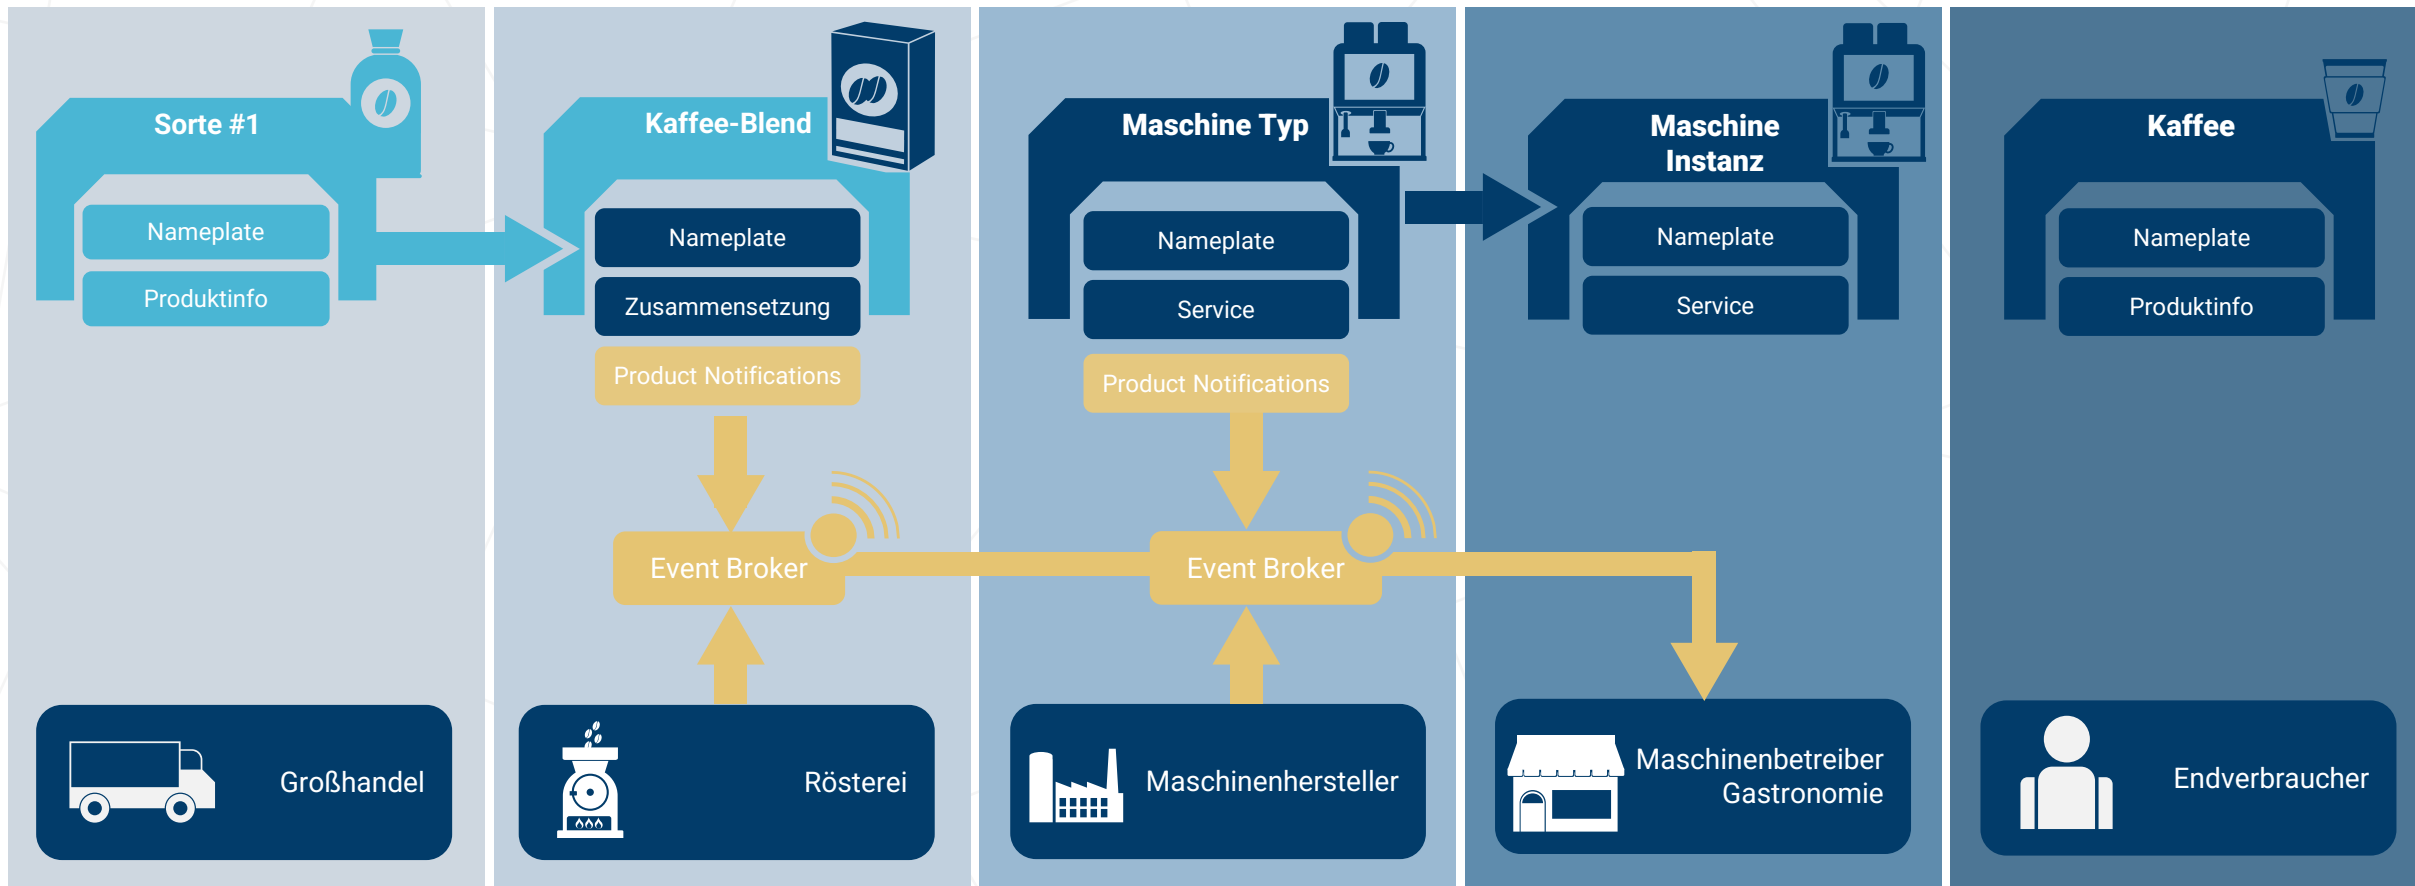 Sorte #1
Nameplate
Produktinfo
Großhandel
Kaffee-Blend
Nameplate
Zusammensetzung
Product Notifications
Event Broker
Rösterei
Maschine Typ
Nameplate
Service
Product Notifications
Event Broker
Maschinenhersteller
Maschine
Instanz
Nameplate
Service
Maschinenbetreiber
Gastronomie
Kaffee
Nameplate
Produktinfo
Endverbraucher